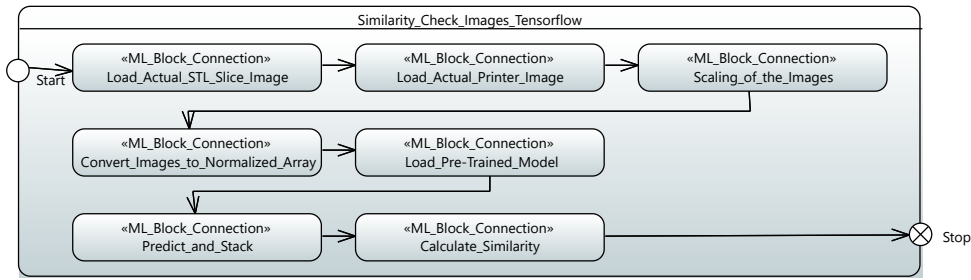 Similarity_Check_Images_Tensorflow
Start
«ML_Block_Connection»
Load_Actual_STL_Slice_Image
«ML_Block_Connection»
Load_Actual_Printer_Image
«ML_Block_Connection»
Scaling_of_the_Images
«ML_Block_Connection»
Convert_Images_to_Normalized_Array
«ML_Block_Connection»
Load_Pre-Trained_Model
«ML_Block_Connection»
Predict_and_Stack
«ML_Block_Connection»
Calculate_Similarity
Stop